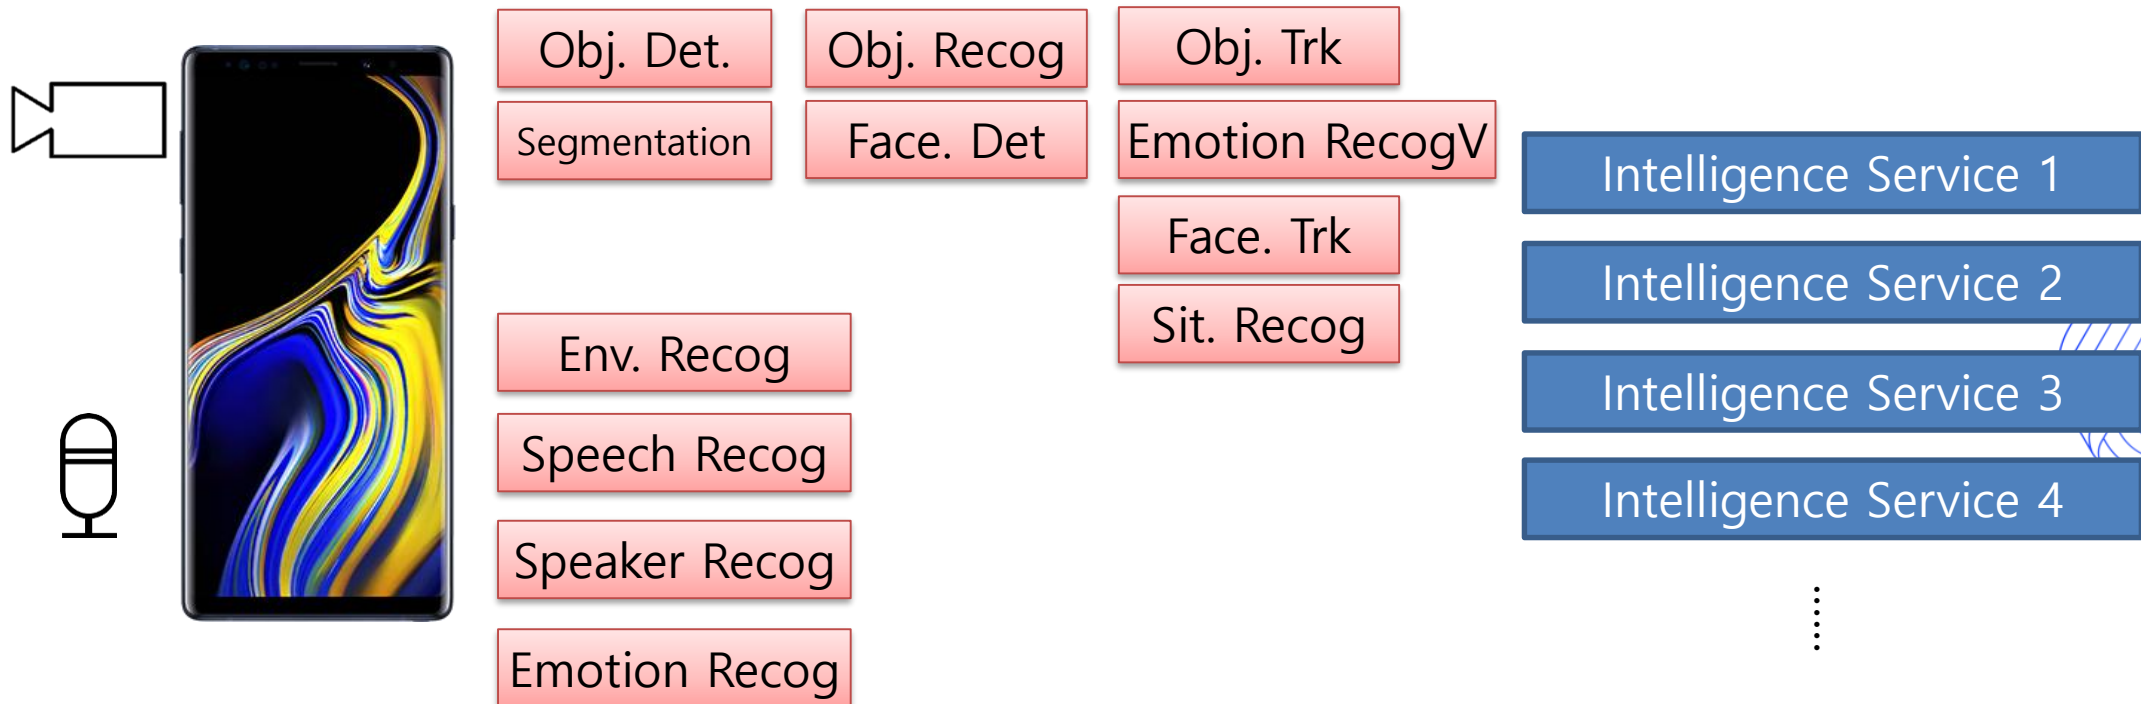 Obj. Det.
Obj. Recog
Obj. Trk
Segmentation
Face. Det
Emotion RecogV
Face. Trk
Sit. Recog
Env. Recog
Speech Recog
Speaker Recog
Emotion Recog
Intelligence Service 1
Intelligence Service 2
Intelligence Service 3
Intelligence Service 4
......